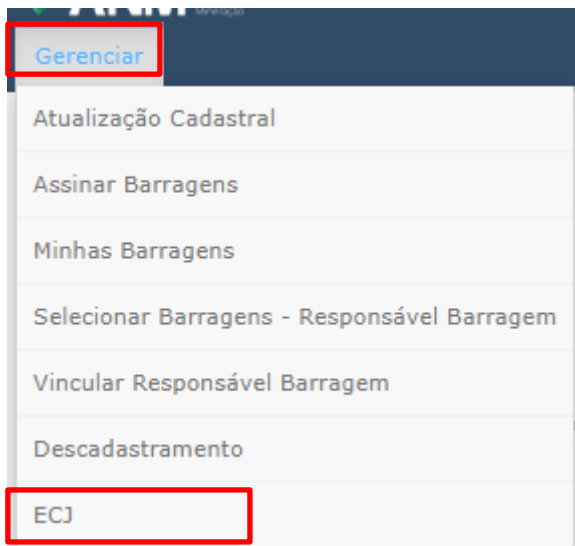 Gerenciar
Atualização Cadastral
Assinar Barragens
Minhas Barragens
Selecionar Barragens - Responsável Barragem
Vincular Responsável Barragem
Descadastramento
ECJ